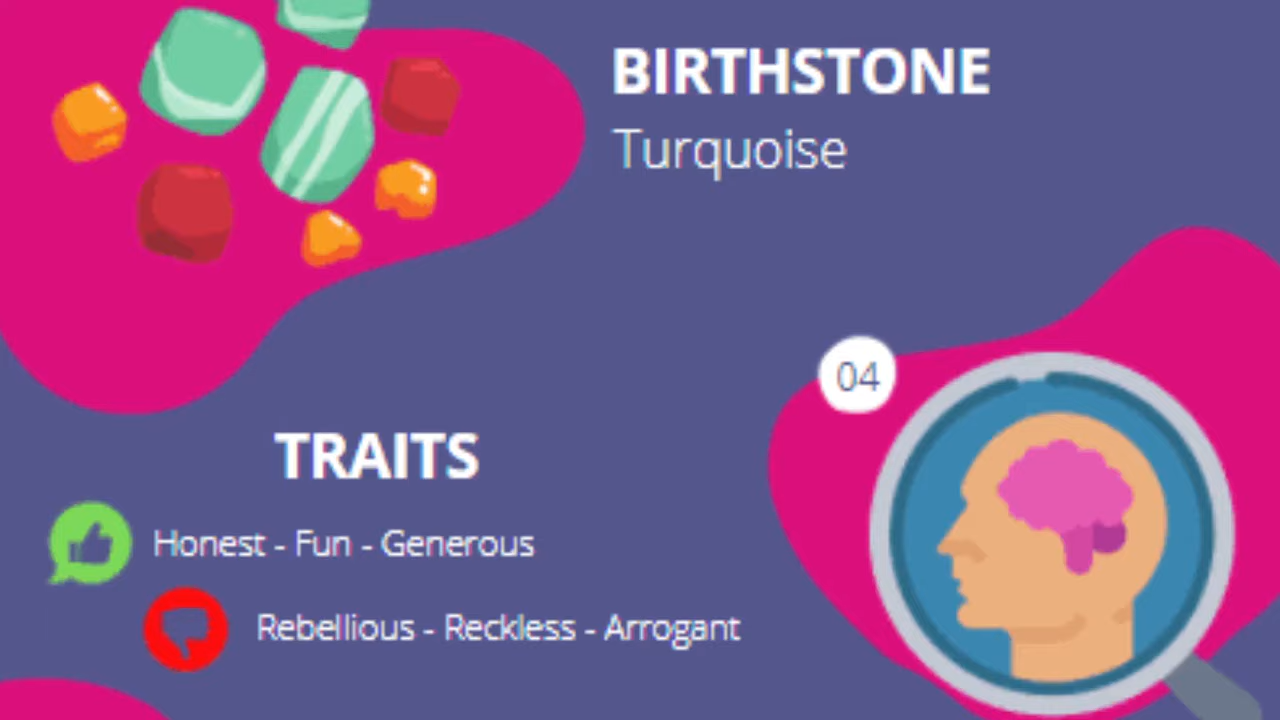 BIRTHSTONE
Turquoise
04
TRAITS
Honest - Fun - Generous
Rebellious - Reckless - Arrogant